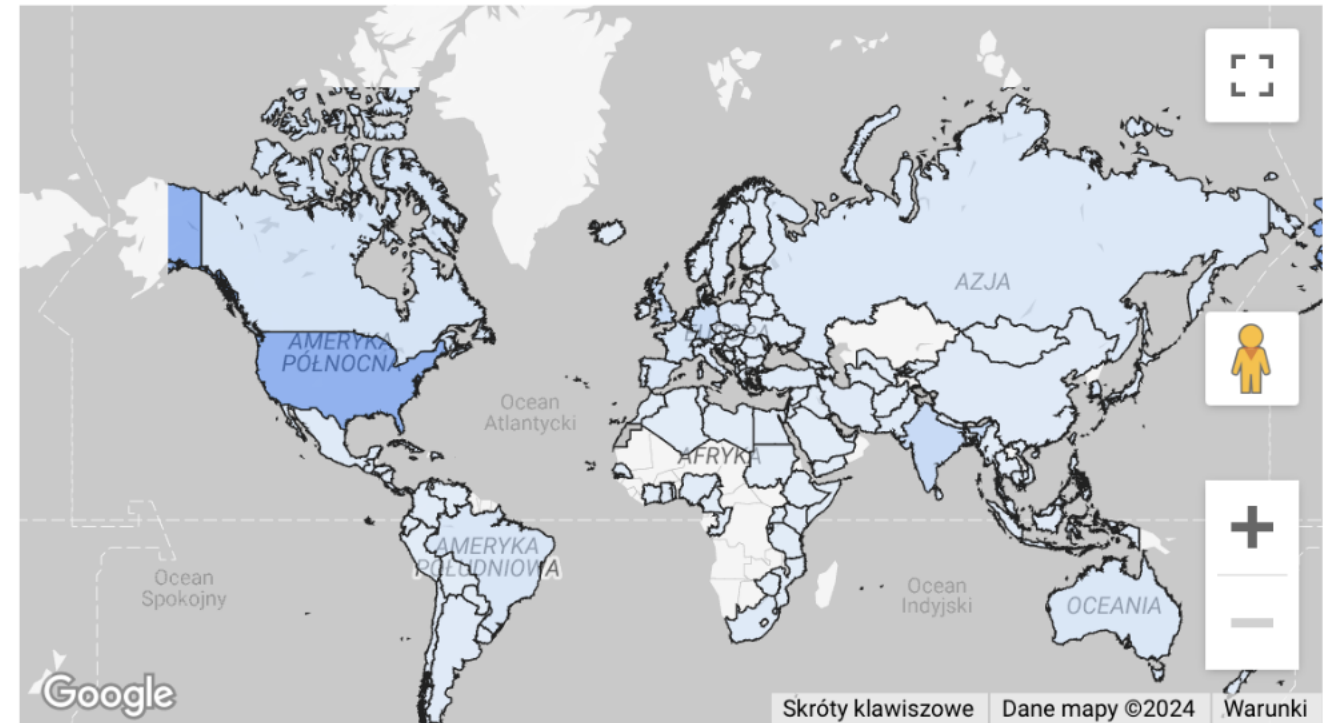 AZJA
EUROPA
AMERYKA
PÓŁNOCNA
Ocean
Atlantycki
AFRYKA
AMERYKA
POŁUDNIOWA
Ocean
Spokojny
Ocean
Indyjski
OCEANIA
Google
Skróty klawiszowe
Dane mapy ©2024
Warunki